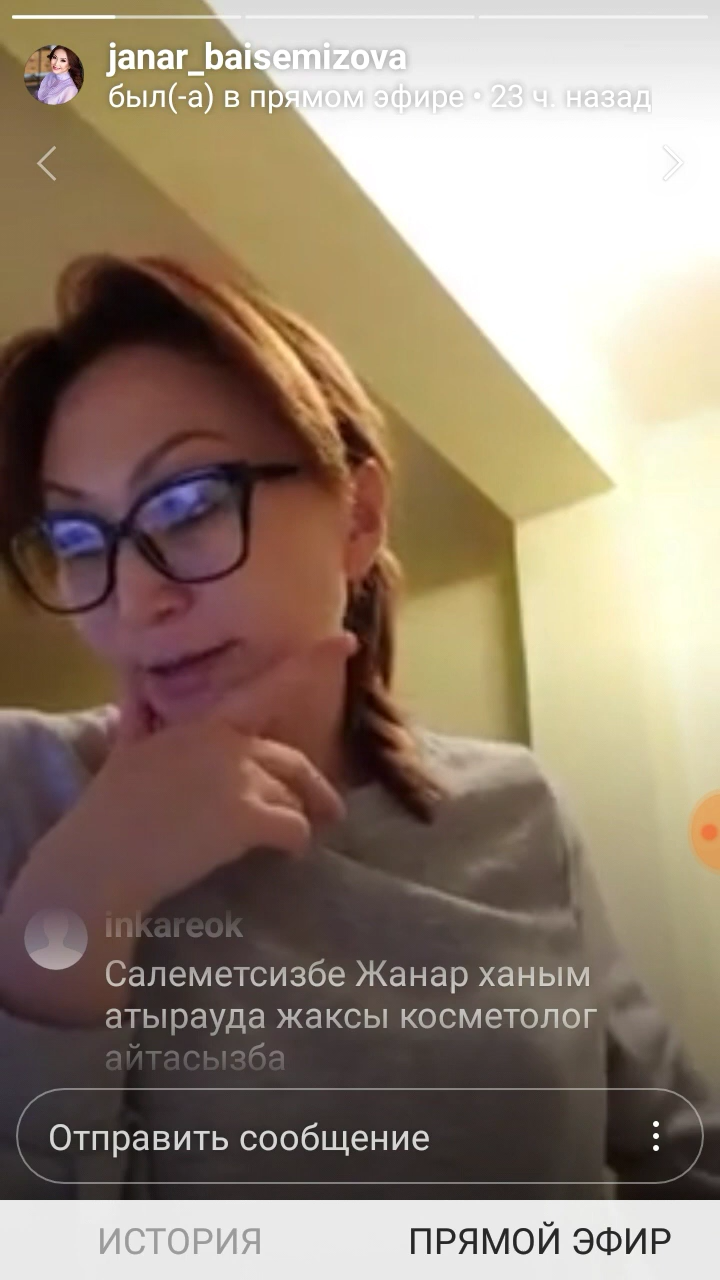 janar_baisemizova
был(-а) в прямом эфире • 23 ч. назад
inkareok
Салеметсизбе Жанар ханым
атырауда жаксы косметолог
айтасызба
Отправить сообщение
ИСТОРИЯ
ПРЯМОЙ ЭФИР